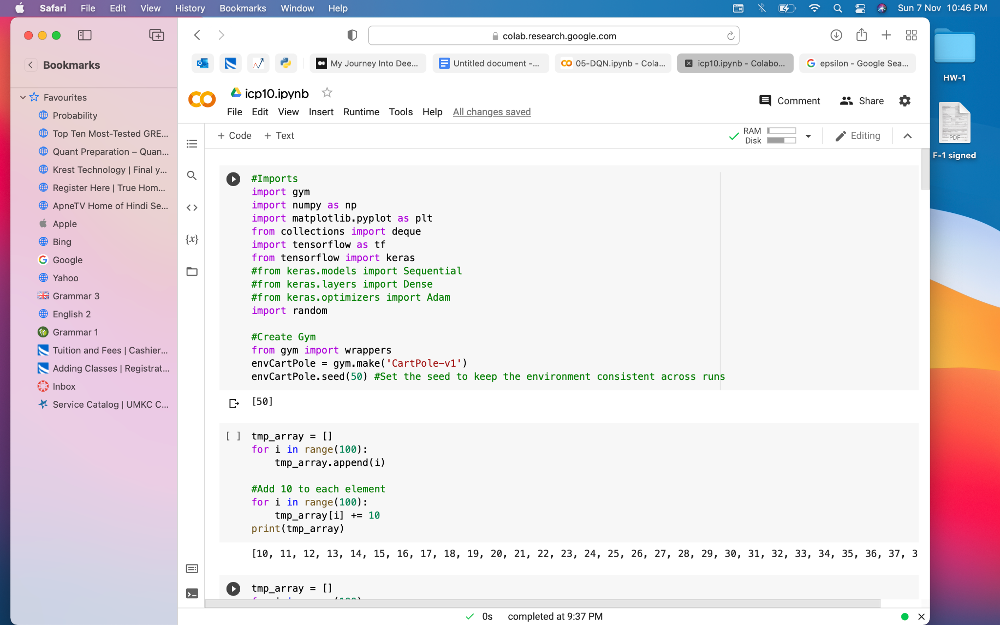 Safari File Edit View History Bookmarks Window Help Sun 7 Nov 10:46 PM
colab.research.google.com
Bookmarks
My Journey Into Dee...
Untitled document -...
05-DQN.ipynb - Cola...
icp10.ipynb - Colabo...
epsilon - Google Sea...
Favourites
Probability
Top Ten Most-Tested GRE...
Quant Preparation – Quan...
Krest Technology | Final y...
Register Here | True Hom...
ApneTV Home of Hindi Se...
Apple
Bing
Google
Yahoo
Grammar 3
English 2
Grammar 1
Tuition and Fees | Cashier...
Adding Classes | Registrat...
Inbox
Service Catalog | UMKC C...
icp10.ipynb
File Edit View Insert Runtime Tools Help All changes saved
Comment Share
+ Code + Text
RAM
Disk
Editing
#Imports
import gym
import numpy as np
import matplotlib.pyplot as plt
from collections import deque
import tensorflow as tf
from tensorflow import keras
#from keras.models import Sequential
#from keras.layers import Dense
#from keras.optimizers import Adam
import random
#Create Gym
from gym import wrappers
envCartPole = gym.make('CartPole-v1')
envCartPole.seed(50) #Set the seed to keep the environment consistent across runs
[50]
[ ] tmp_array = []
for i in range(100):
    tmp_array.append(i)
#Add 10 to each element
for i in range(100):
    tmp_array[i] += 10
print(tmp_array)
[10, 11, 12, 13, 14, 15, 16, 17, 18, 19, 20, 21, 22, 23, 24, 25, 26, 27, 28, 29, 30, 31, 32, 33, 34, 35, 36, 37, 3
tmp_array = []
0s completed at 9:37 PM
HW-1
PDF
F-1 signed